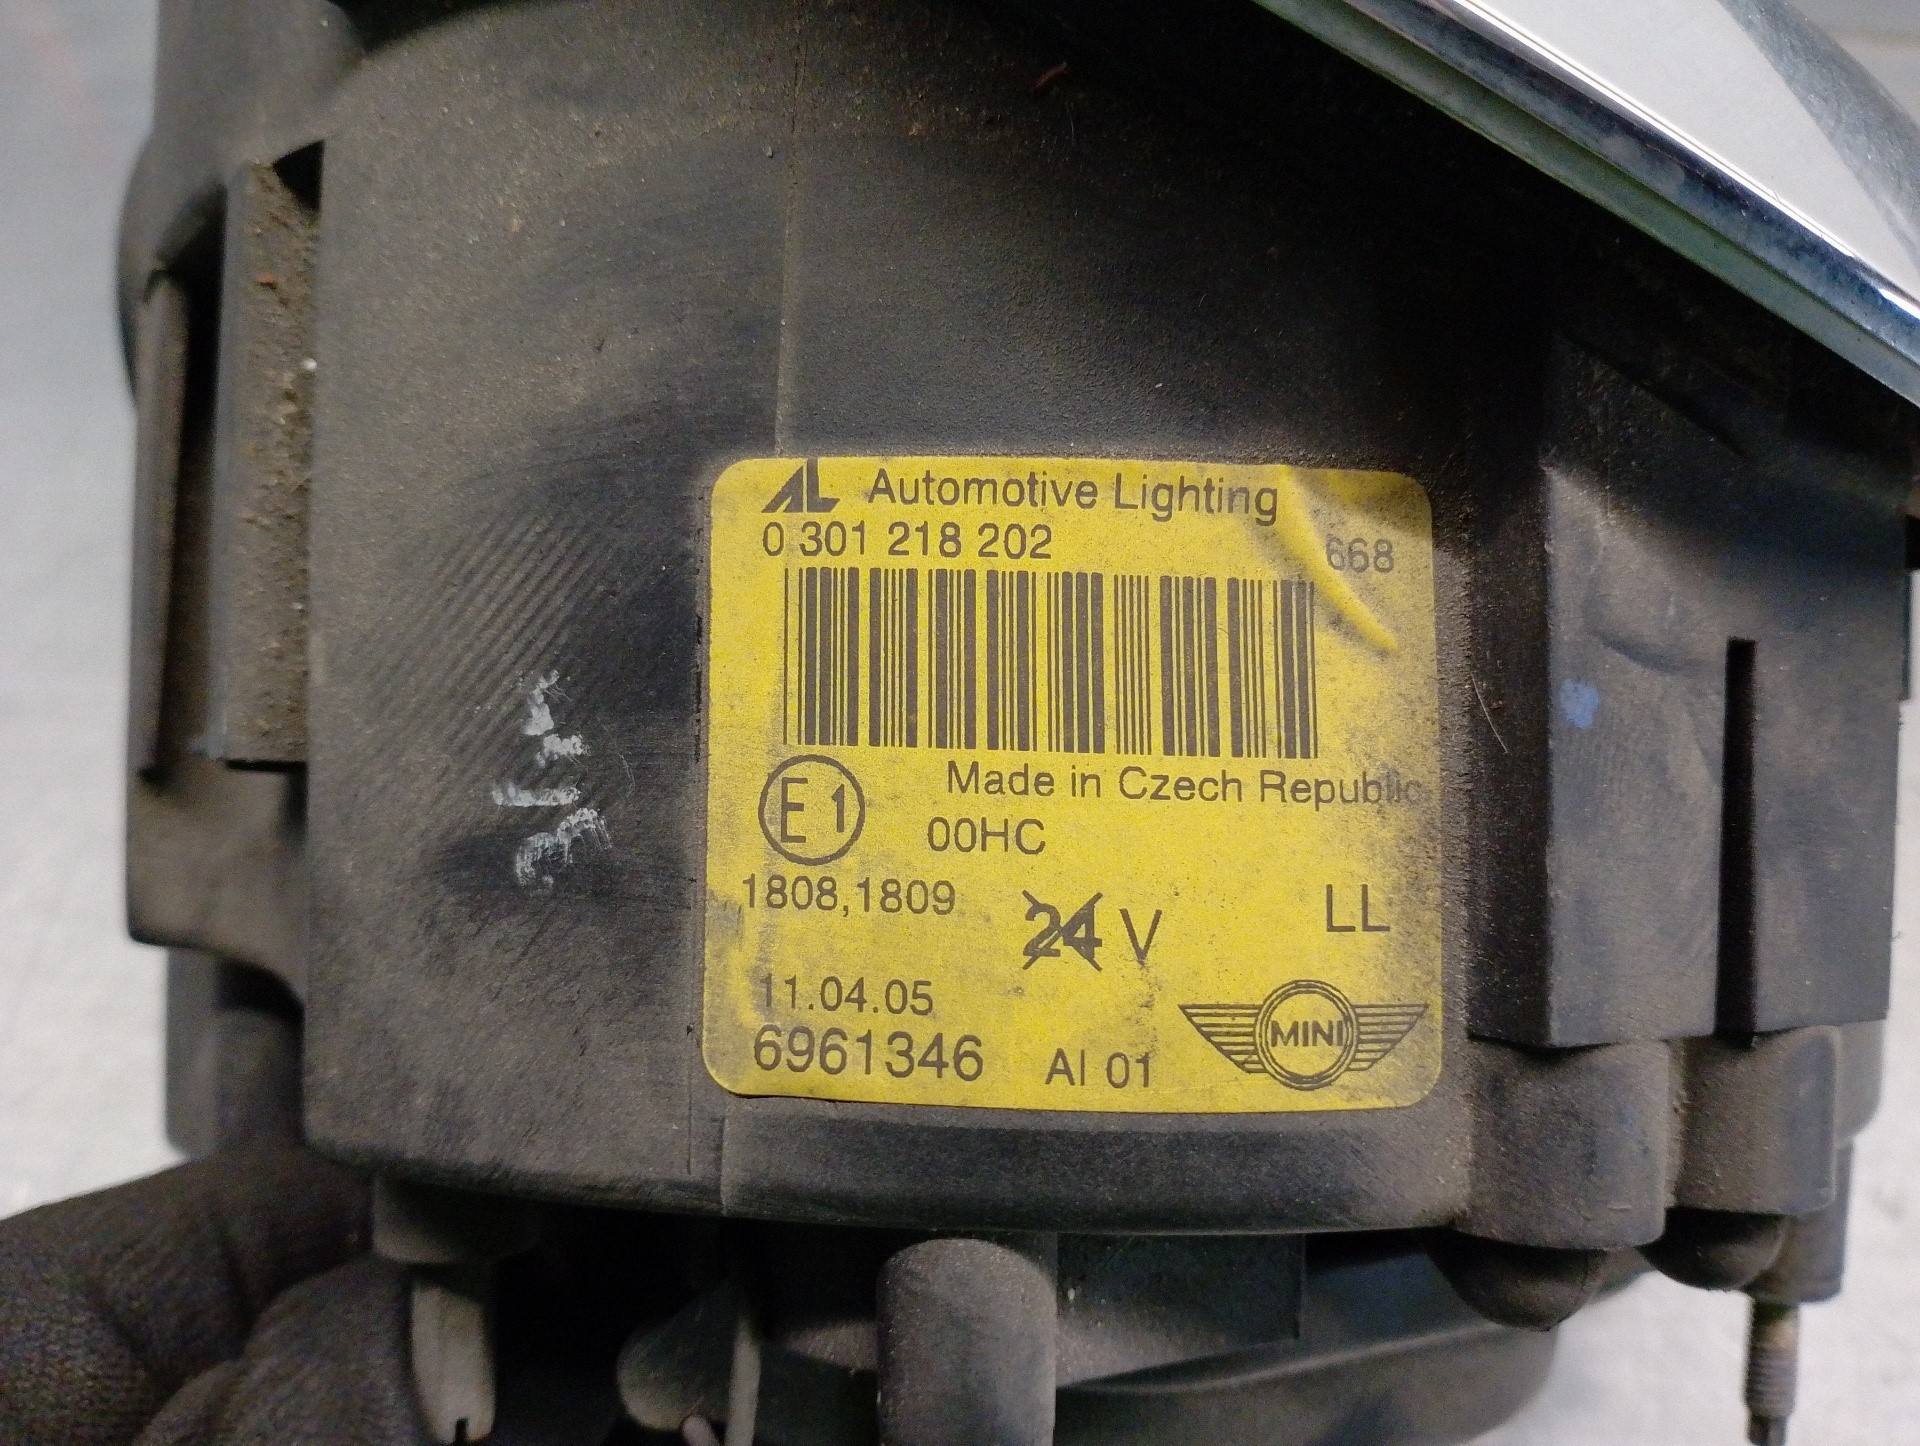 AL Automotive Lighting
0 301 218 202 668
E1
Made in Czech Republic
00HC
1808,1809
24 V
LL
11.04.05
6961346 AI 01
MINI